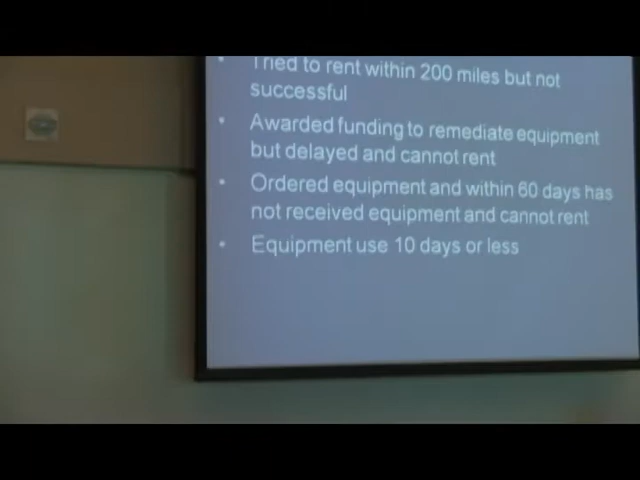 • Tried to rent within 200 miles but not
successful
• Awarded funding to remediate equipment
but delayed and cannot rent
• Ordered equipment and within 60 days has
not received equipment and cannot rent
• Equipment use 10 days or less